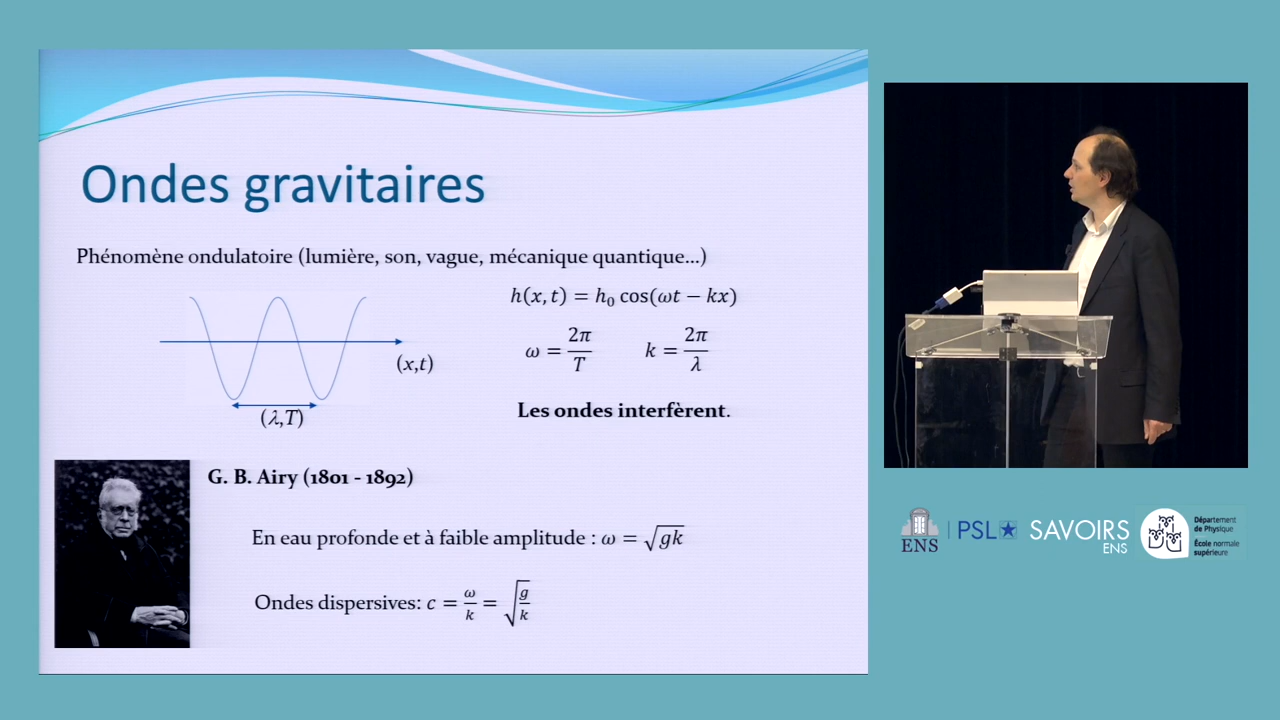 Ondes gravitaires
Phénomène ondulatoire (lumière, son, vague, mécanique quantique...)
h(x, t) = h₀ cos(ωt − kx)
ω = 2π/T k = 2π/λ
(x,t)
(λ,T)
Les ondes interfèrent.
G. B. Airy (1801 - 1892)
En eau profonde et à faible amplitude : ω = √gk
Ondes dispersives: c = ω/k = √g/k
ENS
PSL
SAVOIRS
ENS
Département
de Physique
École normale
supérieure